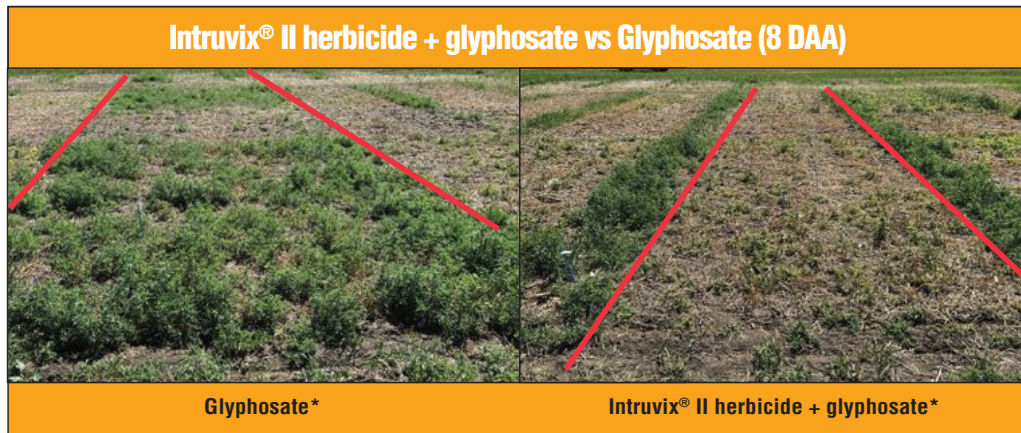 Intruvix® II herbicide + glyphosate vs Glyphosate (8 DAA)
Glyphosate*
Intruvix® II herbicide + glyphosate*